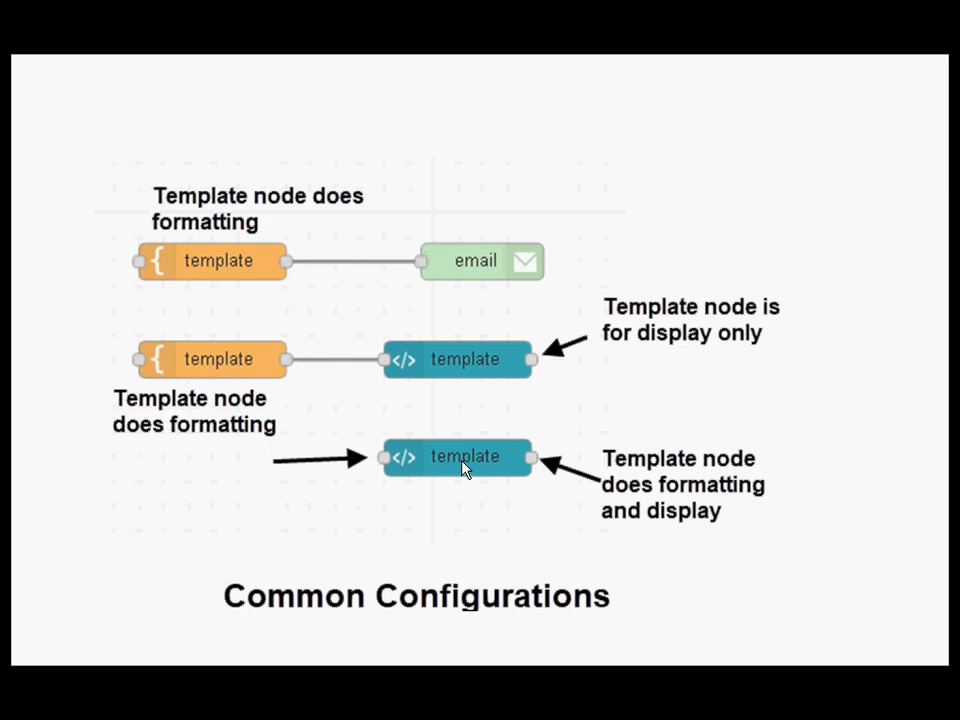 Template node does
formatting
template
email
Template node is
for display only
template
</> template
Template node
does formatting
</> template
Template node
does formatting
and display
Common Configurations